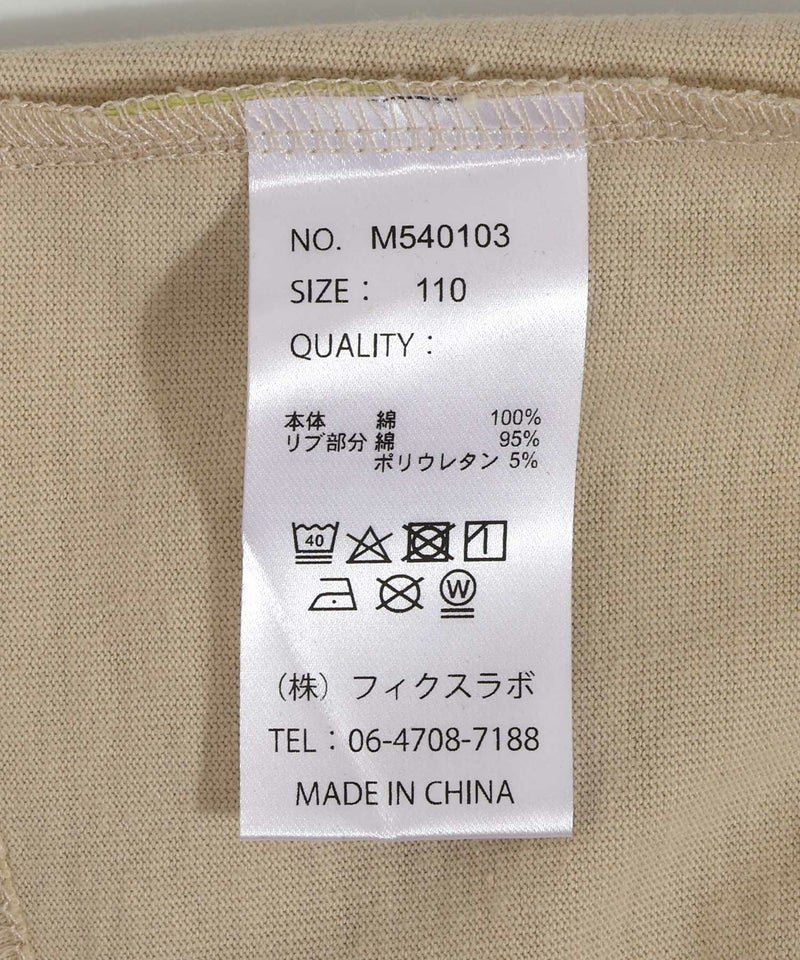 NO. M540103
SIZE： 110
QUALITY：
本体 綿 100%
リブ部分 綿 95%
ポリウレタン 5%
40
W
（株）フィクスラボ
TEL：06-4708-7188
MADE IN CHINA